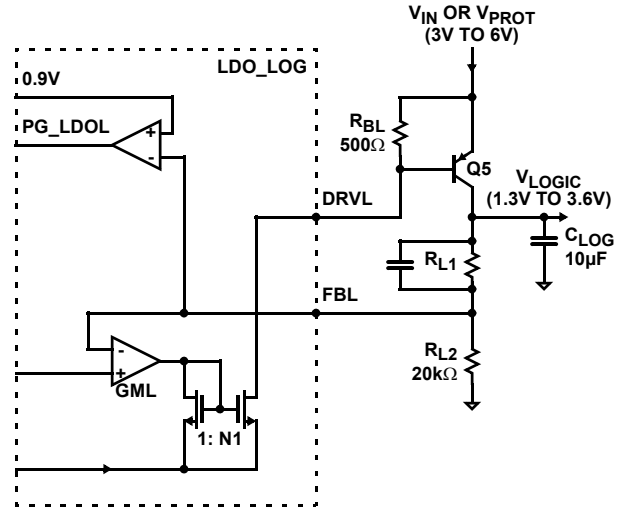 V_IN OR V_PROT
(3V TO 6V)
LDO_LOG
0.9V
PG_LDOL
+
-
R_BL
500Ω
Q5
DRVL
V_LOGIC
(1.3V TO 3.6V)
C_LOG
10µF
R_L1
FBL
-
+
GML
1: N1
R_L2
20kΩ